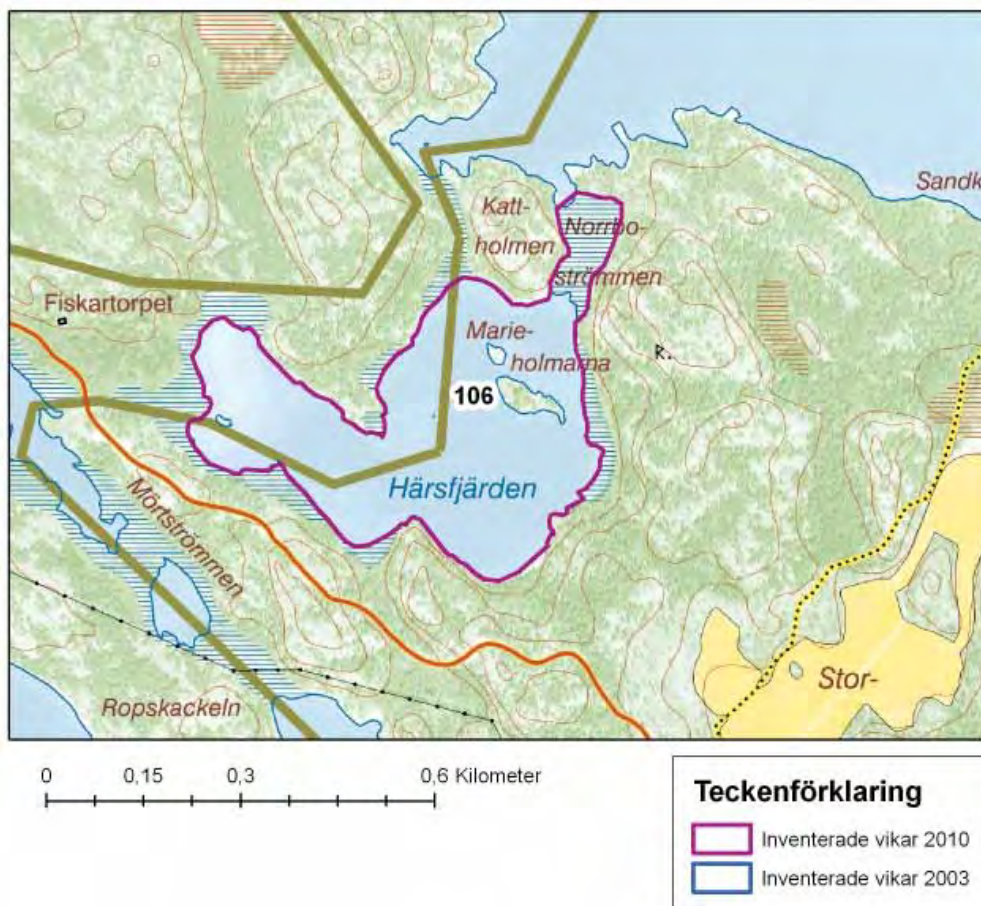 Sandk
Katt-
holmen
Norrbo-
strömmen
Fiskartorpet
Marie-
holmarna
R.
106
Härsfjärden
Mörtströmmen
Stor-
Ropskackeln
0 0,15 0,3 0,6 Kilometer
Teckenförklaring
Inventerade vikar 2010
Inventerade vikar 2003